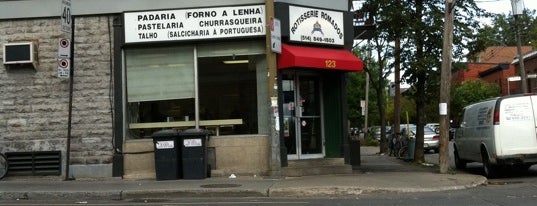 PADARIA (FORNO A LENHA)
PASTELARIA CHURRASQUEIRA
TALHO (SALCICHARIA A PORTUGUESA)
ROTISSERIE ROMADOS
(514) 849-1803
123